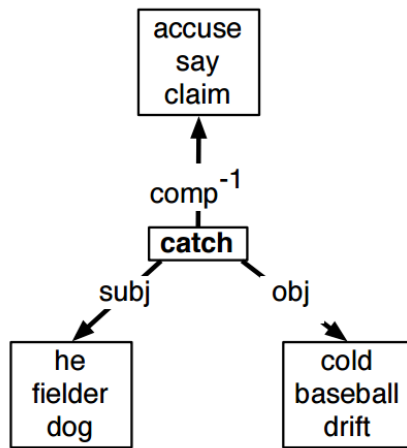 accuse
say
claim
comp-1
catch
subj
obj
he
fielder
dog
cold
baseball
drift